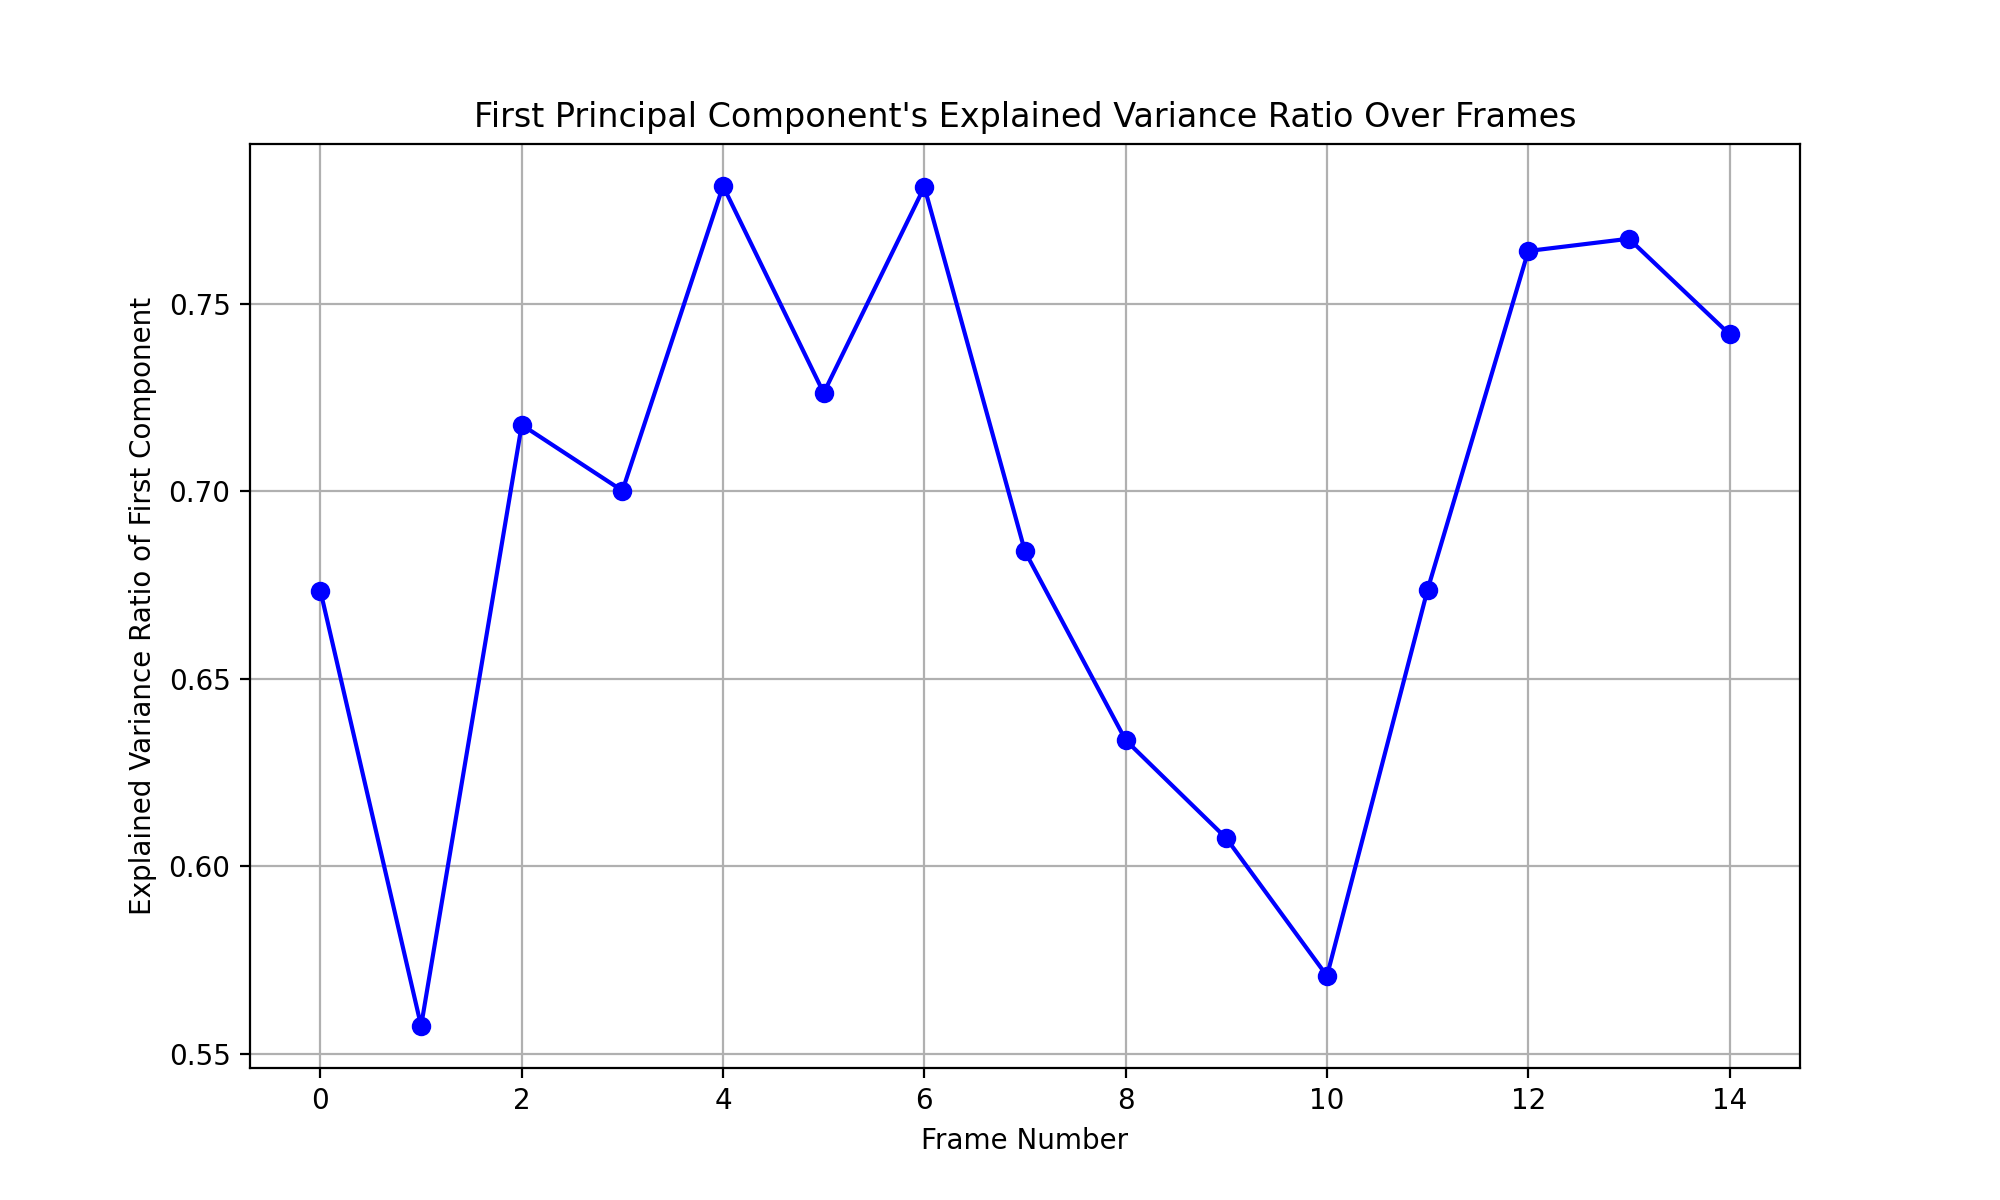 First Principal Component's Explained Variance Ratio Over Frames
Explained Variance Ratio of First Component
0.75
0.70
0.65
0.60
0.55
0 2 4 6 8 10 12 14
Frame Number